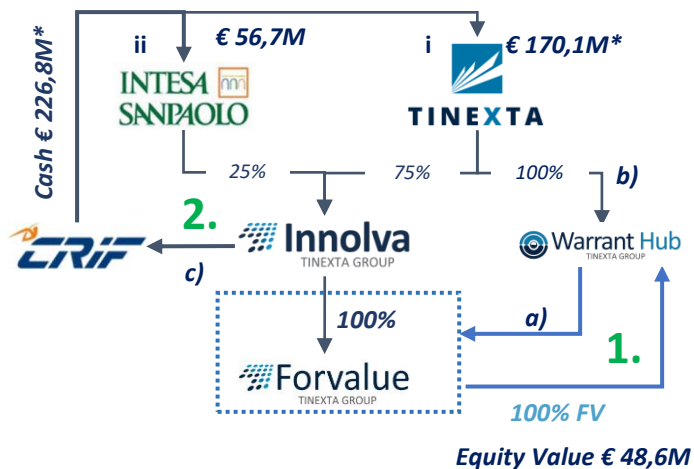 ii
€ 56,7M
i
€ 170,1M*
Cash € 226,8M*
INTESA
SANPAOLO
TINEXTA
25%
75%
100%
b)
2.
CRIF
Innolva
TINEXTA GROUP
Warrant Hub
TINEXTA GROUP
c)
100%
a)
1.
Forvalue
TINEXTA GROUP
100% FV
Equity Value € 48,6M